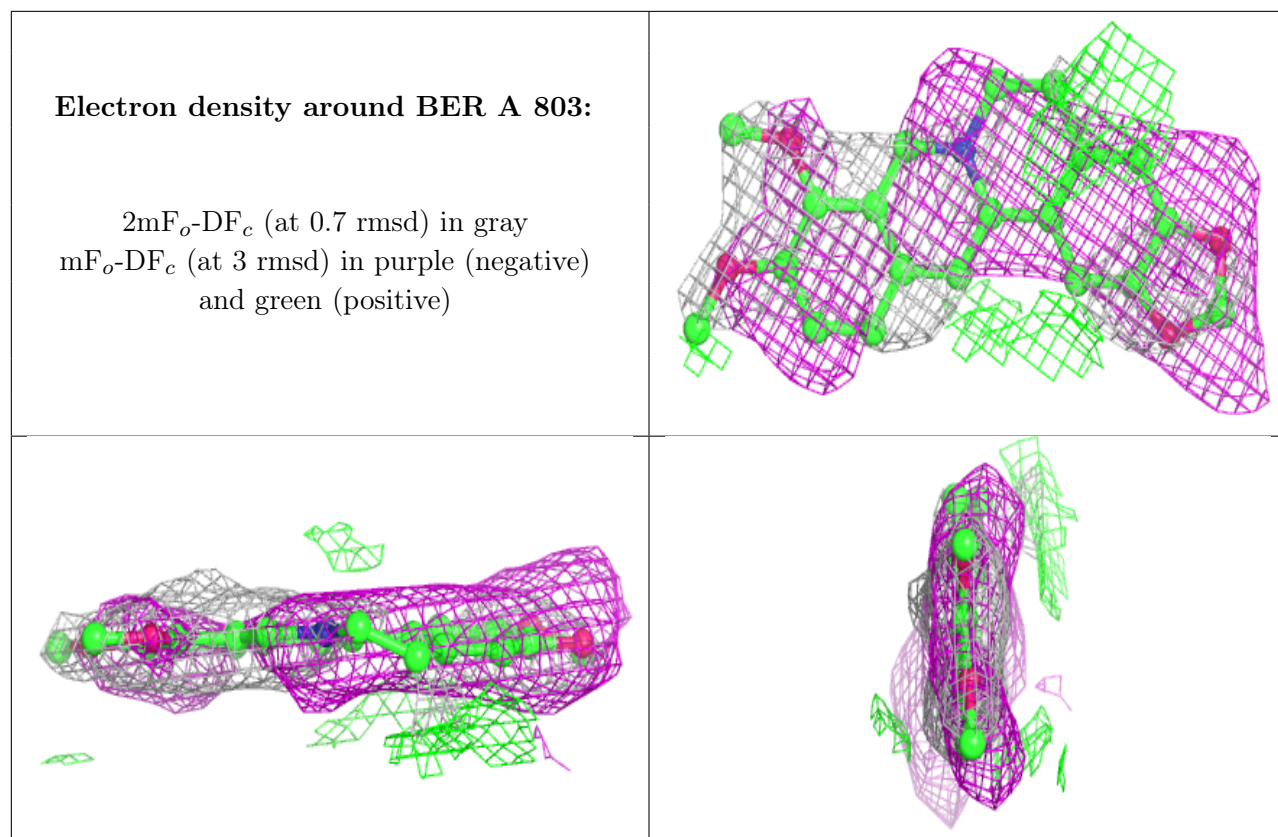 Electron density around BER A 803:
2mFo-DFc (at 0.7 rmsd) in gray
mFo-DFc (at 3 rmsd) in purple (negative)
and green (positive)